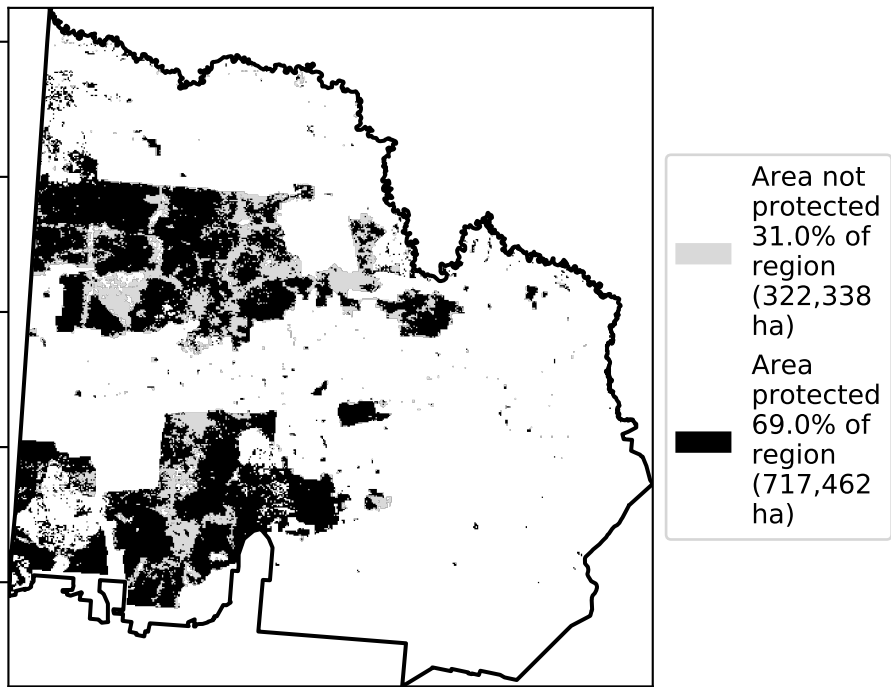 Area not
protected
31.0% of
region
(322,338
ha)
Area
protected
69.0% of
region
(717,462
ha)